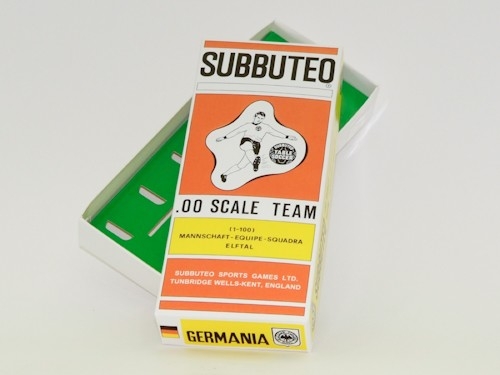 SUBBUTEO
®
TABLE
SOCCER
.00 SCALE TEAM
(1-100)
MANNSCHAFT-EQUIPE-SQUADRA
ELFTAL
SUBBUTEO SPORTS GAMES LTD.
TUNBRIDGE WELLS-KENT, ENGLAND
GERMANIA